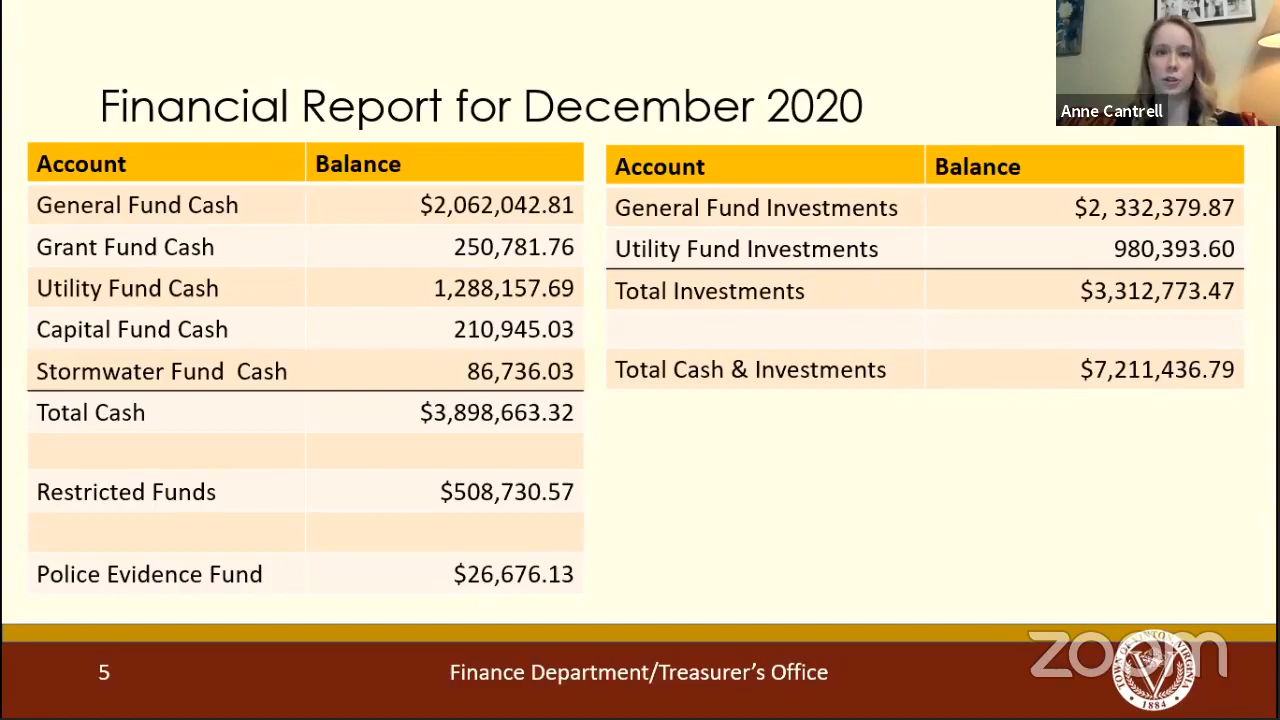 Anne Cantrell
Financial Report for December 2020
Account Balance
General Fund Cash $2,062,042.81
Grant Fund Cash 250,781.76
Utility Fund Cash 1,288,157.69
Capital Fund Cash 210,945.03
Stormwater Fund  Cash 86,736.03
Total Cash $3,898,663.32
Restricted Funds $508,730.57
Police Evidence Fund $26,676.13
Account Balance
General Fund Investments $2, 332,379.87
Utility Fund Investments 980,393.60
Total Investments $3,312,773.47
Total Cash & Investments $7,211,436.79
5
Finance Department/Treasurer's Office
zoom
1884